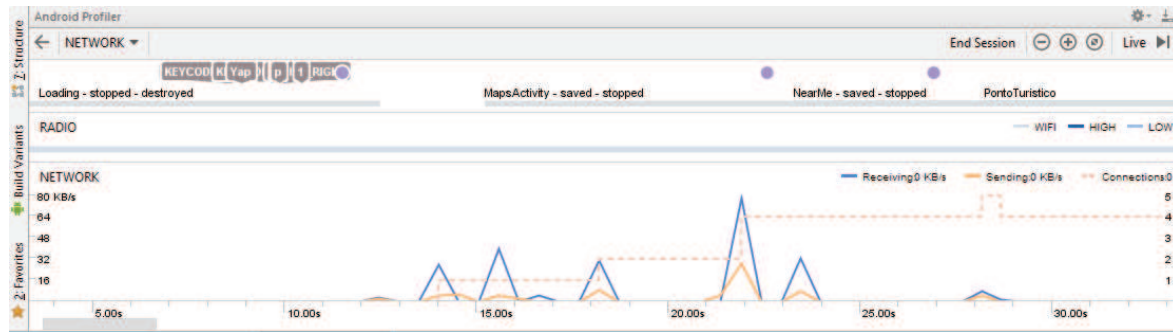 Android Profiler
NETWORK
End Session
Live
KEYCOD K Yap p 1 RIG
Loading - stopped - destroyed
MapsActivity - saved - stopped
NearMe - saved - stopped
PontoTuristico
RADIO
WIFI HIGH LOW
NETWORK
Receiving:0 KB/s Sending:0 KB/s Connections:0
80 KB/s 5
64 4
48 3
32 2
16 1
5.00s 10.00s 15.00s 20.00s 25.00s 30.00s
Z: Structure
Build Variants
2: Favorites